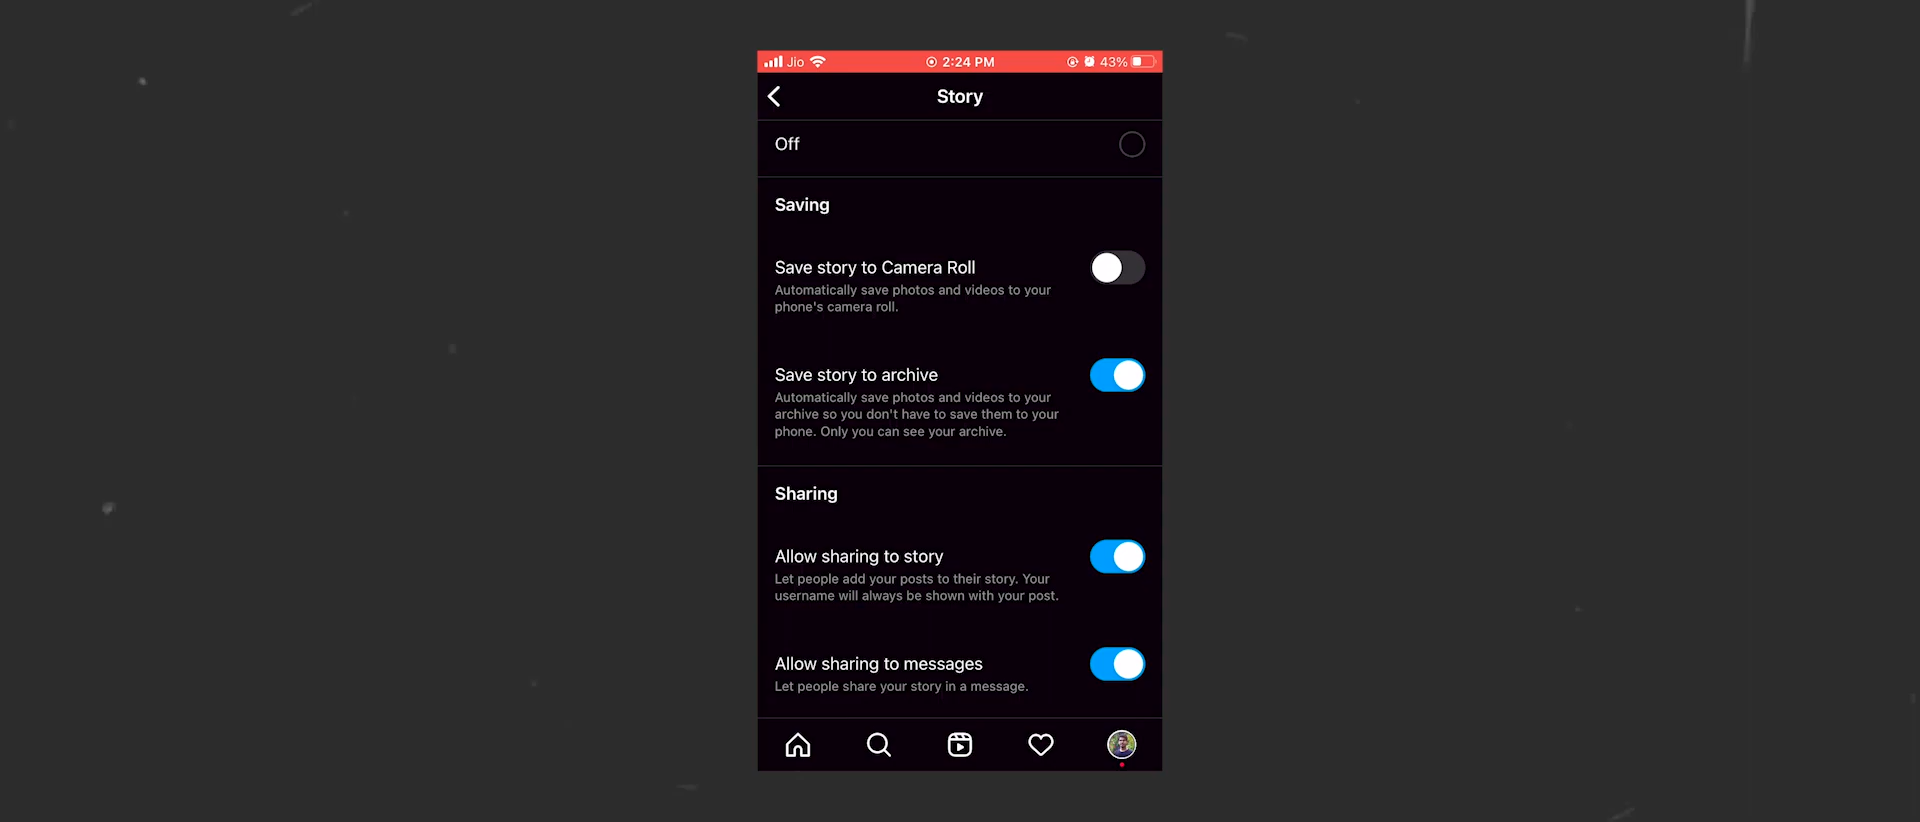 Jio 2:24 PM 43%
Story
Off
Saving
Save story to Camera Roll
Automatically save photos and videos to your
phone's camera roll.
Save story to archive
Automatically save photos and videos to your
archive so you don't have to save them to your
phone. Only you can see your archive.
Sharing
Allow sharing to story
Let people add your posts to their story. Your
username will always be shown with your post.
Allow sharing to messages
Let people share your story in a message.